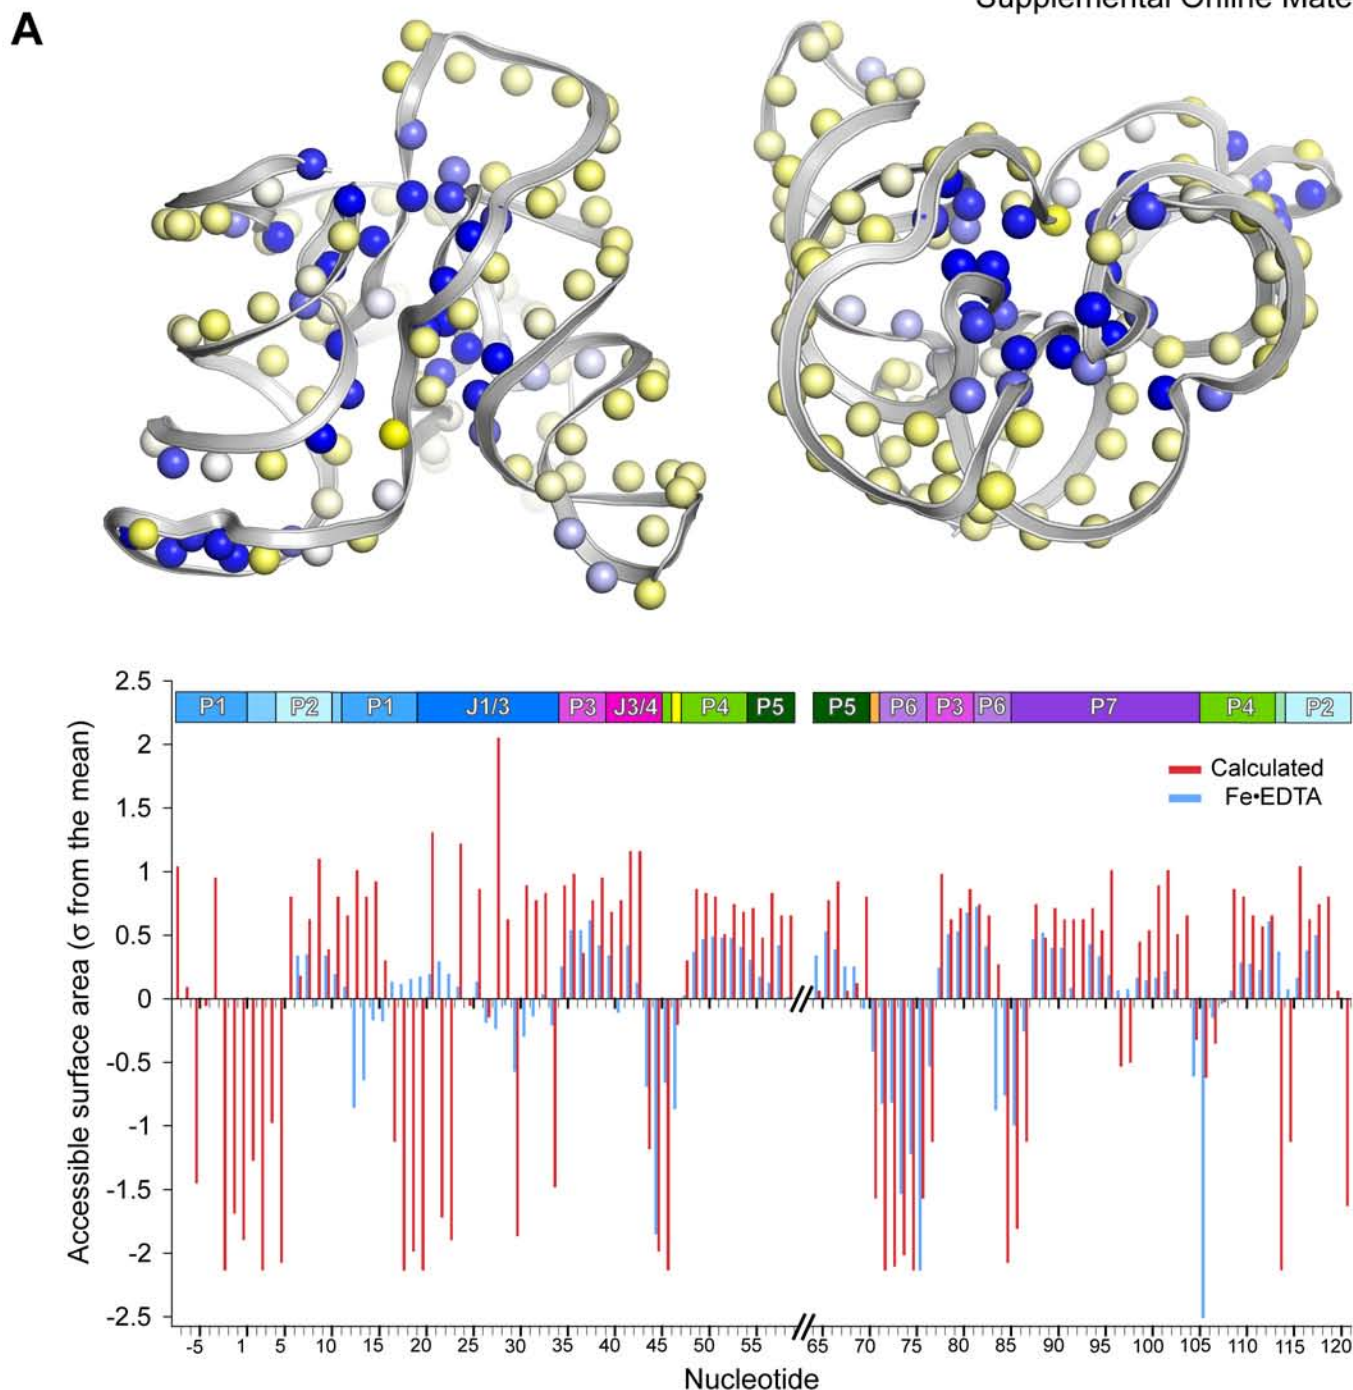 Supplemental Online Mate
A
2.5
P1 P2 P1 J1/3 P3 J3/4 P4 P5 P5 P6 P3 P6 P7 P4 P2
2
Calculated
1.5
Fe•EDTA
1
0.5
0
-0.5
-1
-1.5
-2
-2.5
Accessible surface area (σ from the mean)
-5 1 5 10 15 20 25 30 35 40 45 50 55 65 70 75 80 85 90 95 100 105 110 115 120
Nucleotide